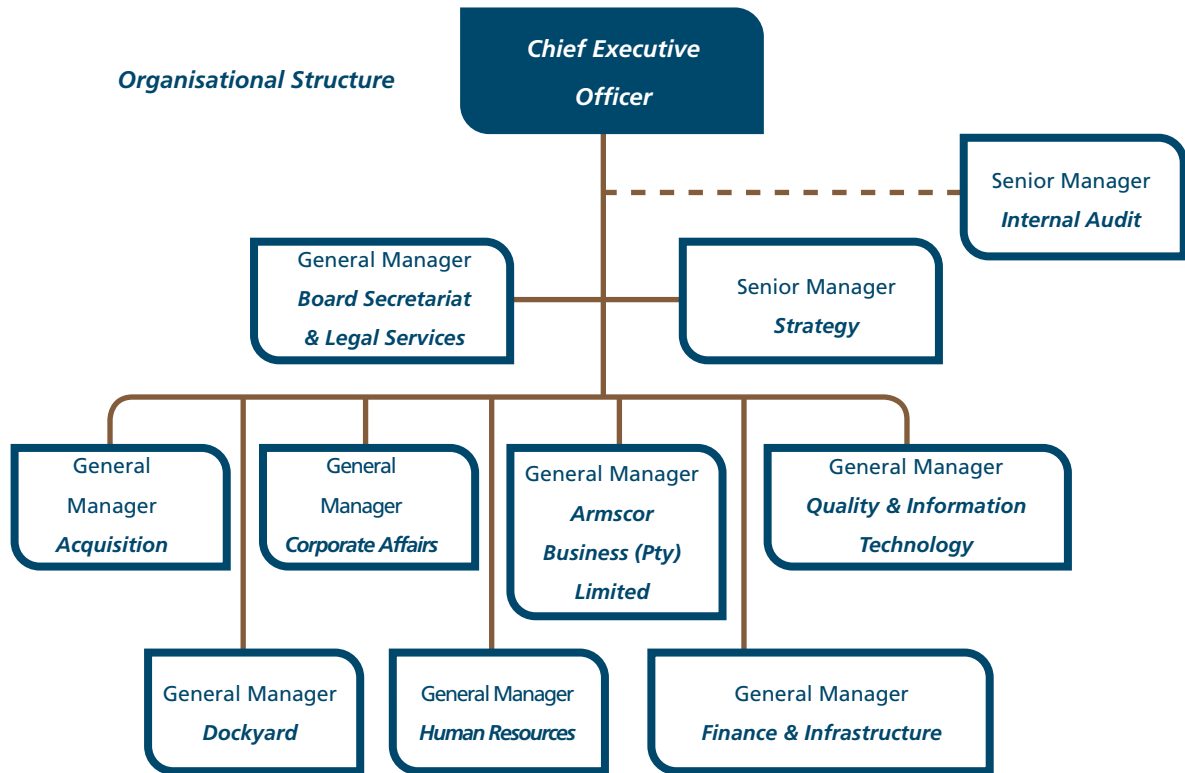 Organisational Structure
Chief Executive
Officer
Senior Manager
Internal Audit
General Manager
Board Secretariat
& Legal Services
Senior Manager
Strategy
General
Manager
Acquisition
General
Manager
Corporate Affairs
General Manager
Armscor
Business (Pty)
Limited
General Manager
Quality & Information
Technology
General Manager
Dockyard
General Manager
Human Resources
General Manager
Finance & Infrastructure